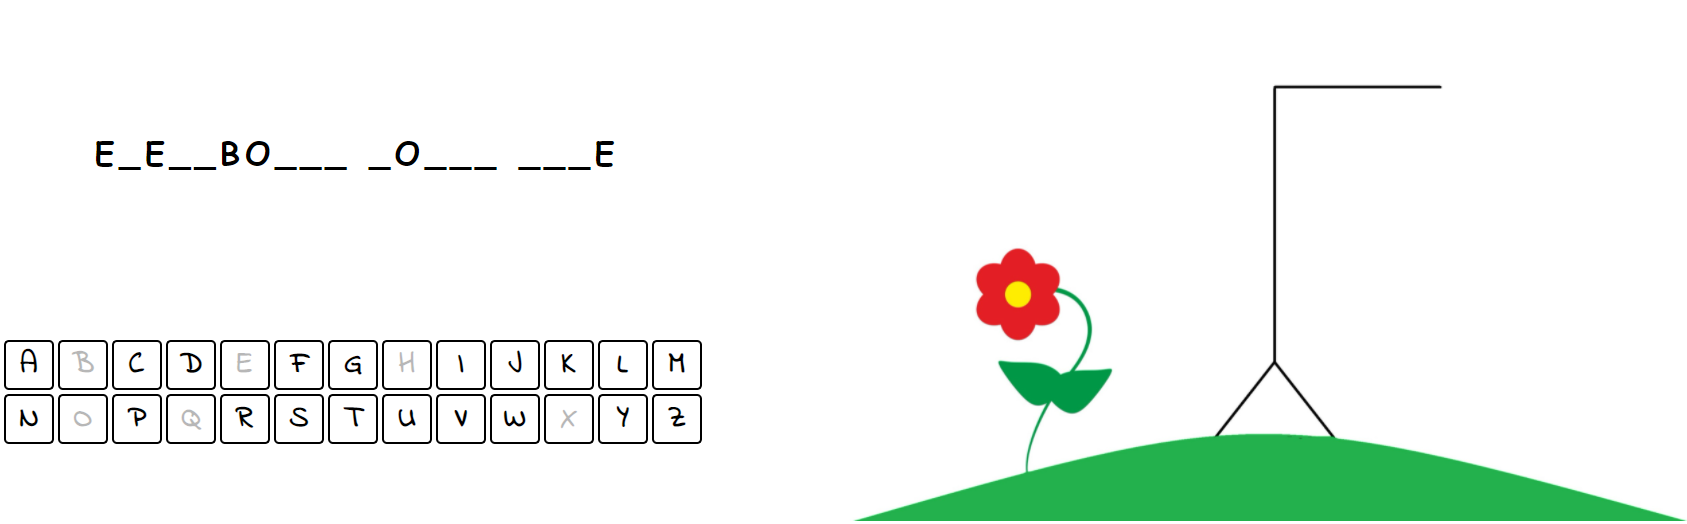 E_E__BO___ _O___ ___E
A B C D E F G H I J K L M
N O P Q R S T U V W X Y Z